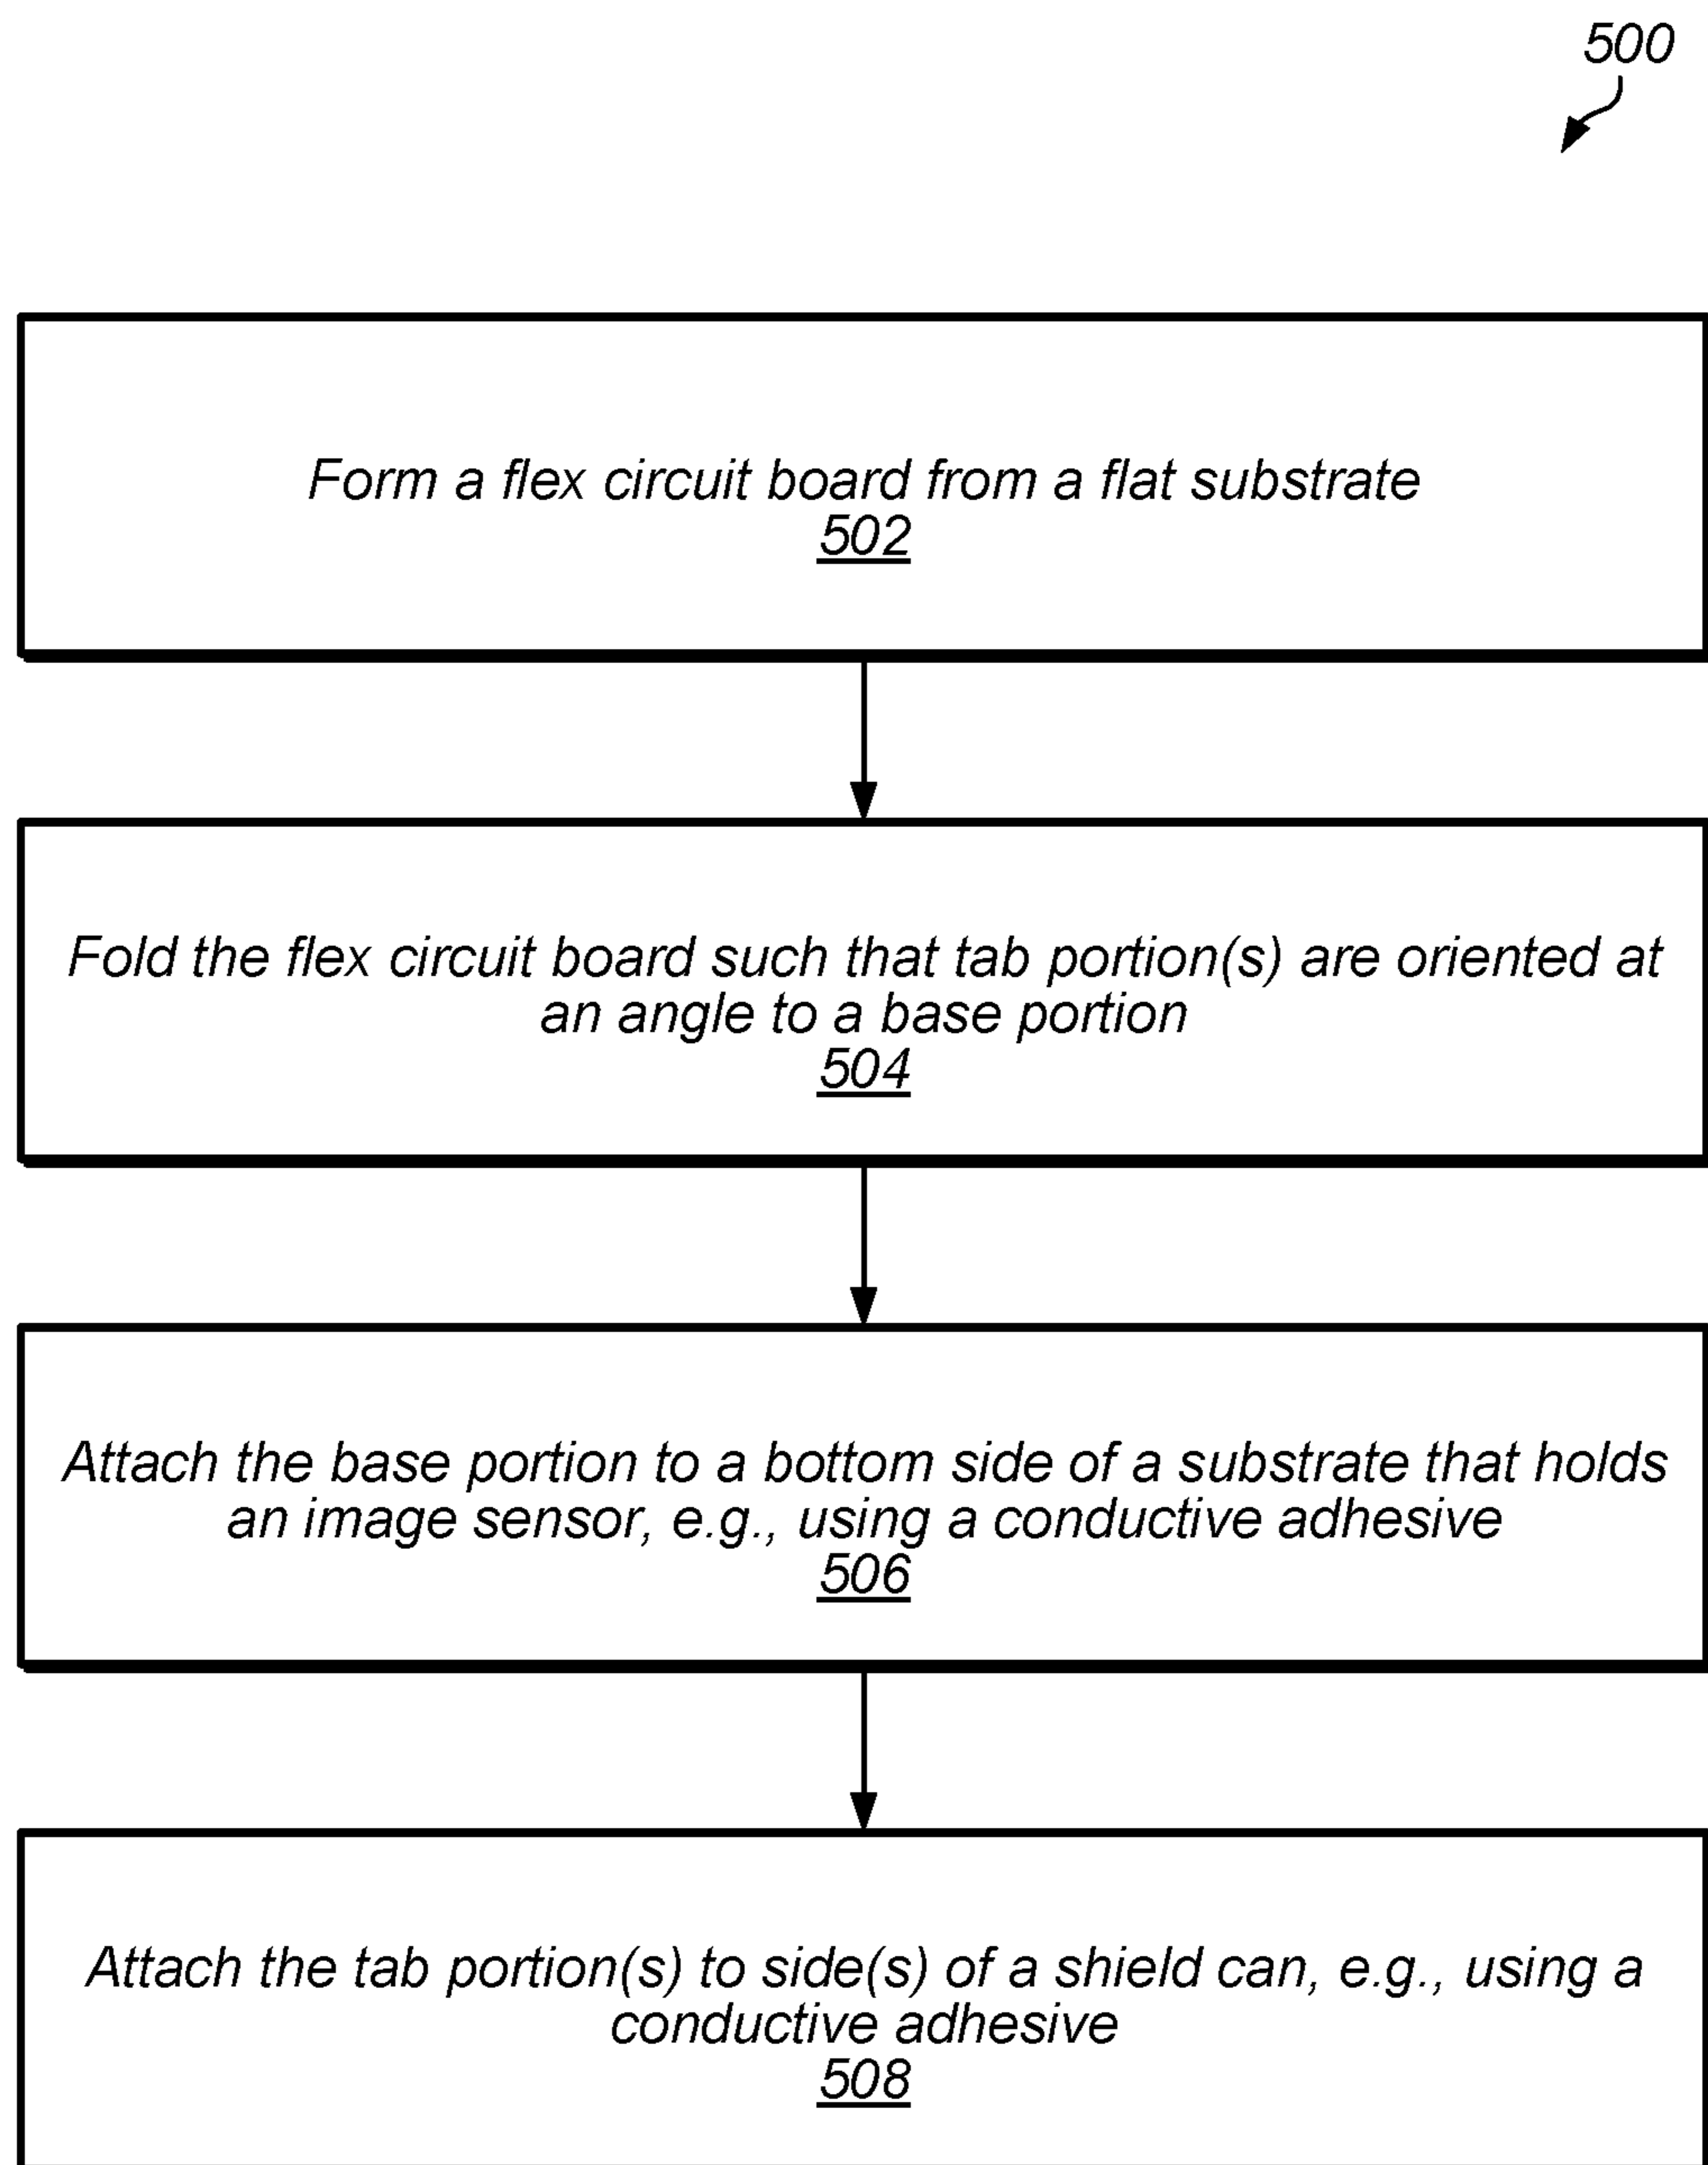 500
Form a flex circuit board from a flat substrate
502
Fold the flex circuit board such that tab portion(s) are oriented at
an angle to a base portion
504
Attach the base portion to a bottom side of a substrate that holds
an image sensor, e.g., using a conductive adhesive
506
Attach the tab portion(s) to side(s) of a shield can, e.g., using a
conductive adhesive
508